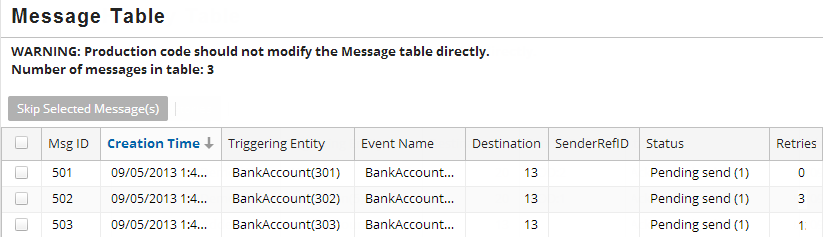 Message Table
WARNING: Production code should not modify the Message table directly.
Number of messages in table: 3
Skip Selected Message(s)
Msg ID Creation Time ↓ Triggering Entity Event Name Destination SenderRefID Status Retries
501 09/05/2013 1:4... BankAccount(301) BankAccount... 13 Pending send (1) 0
502 09/05/2013 1:4... BankAccount(302) BankAccount... 13 Pending send (1) 3
503 09/05/2013 1:4... BankAccount(303) BankAccount... 13 Pending send (1) 1